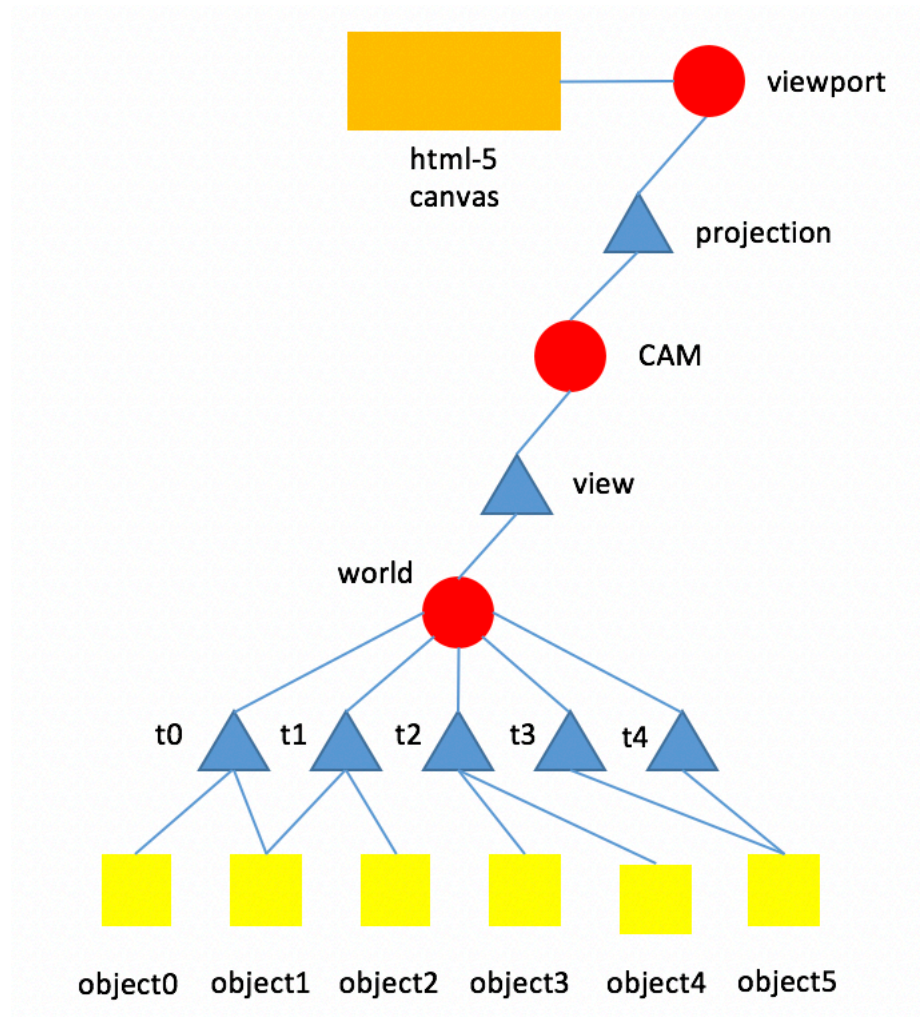 viewport
html-5
canvas
projection
CAM
view
world
t0
t1
t2
t3
t4
object0
object1
object2
object3
object4
object5